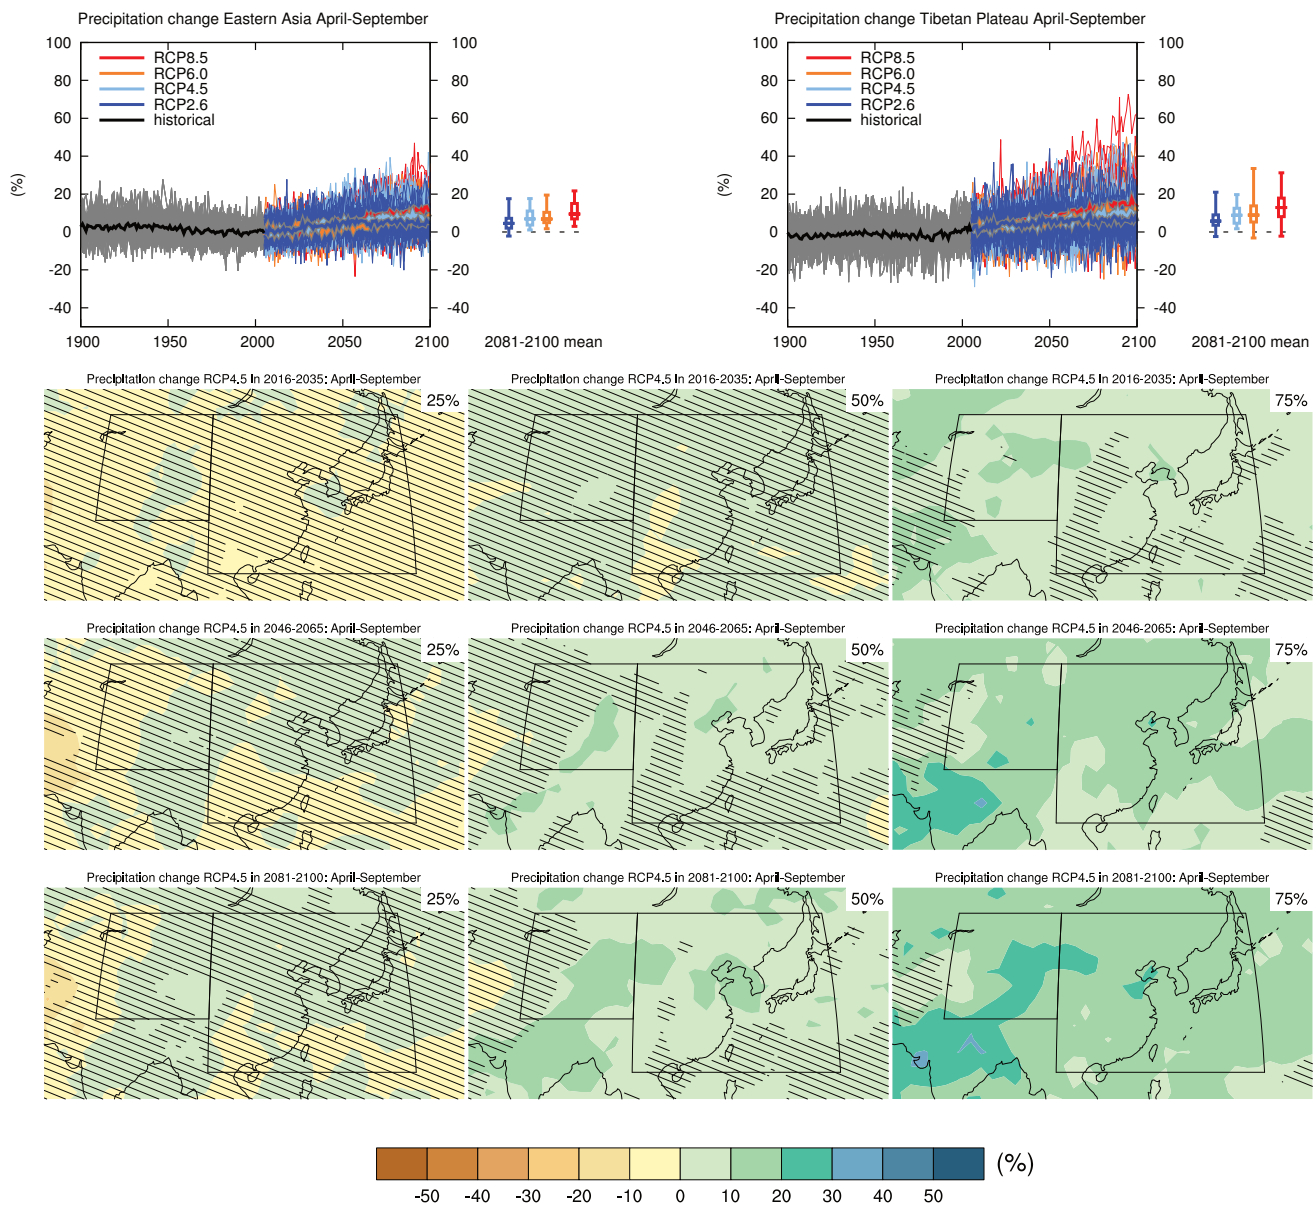 Precipitation change Eastern Asia April-September
Precipitation change Tibetan Plateau April-September
(%)
100
80
60
40
20
0
-20
-40
RCP8.5
RCP6.0
RCP4.5
RCP2.6
historical
100
80
60
40
20
0
-20
-40
1900
1950
2000
2050
2100
2081-2100 mean
(%)
100
80
60
40
20
0
-20
-40
RCP8.5
RCP6.0
RCP4.5
RCP2.6
historical
100
80
60
40
20
0
-20
-40
1900
1950
2000
2050
2100
2081-2100 mean
Precipitation change RCP4.5 in 2016-2035: April-September
25%
Precipitation change RCP4.5 in 2016-2035: April-September
50%
Precipitation change RCP4.5 in 2016-2035: April-September
75%
Precipitation change RCP4.5 in 2046-2065: April-September
25%
Precipitation change RCP4.5 in 2046-2065: April-September
50%
Precipitation change RCP4.5 in 2046-2065: April-September
75%
Precipitation change RCP4.5 in 2081-2100: April-September
25%
Precipitation change RCP4.5 in 2081-2100: April-September
50%
Precipitation change RCP4.5 in 2081-2100: April-September
75%
(%)
-50 -40 -30 -20 -10 0 10 20 30 40 50